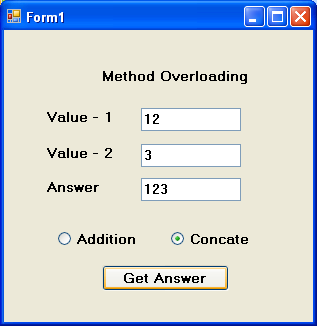 Form1
Method Overloading
Value - 1 12
Value - 2 3
Answer 123
Addition Concate
Get Answer